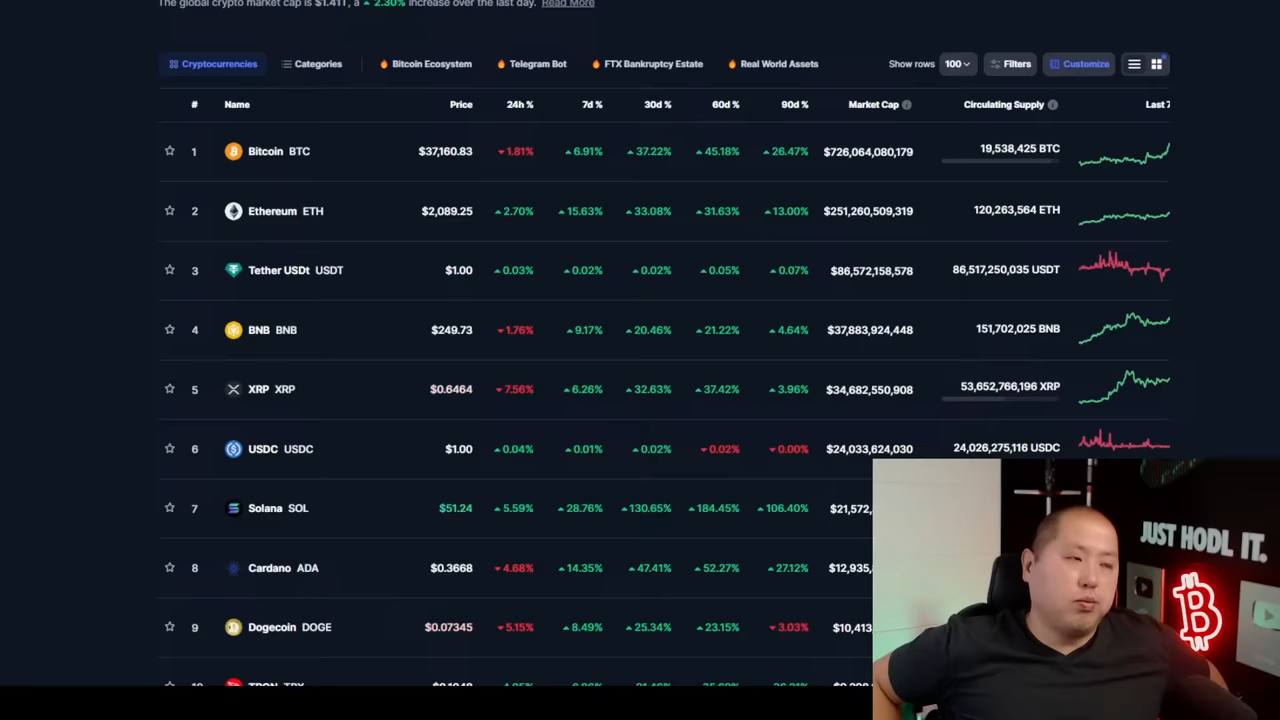 The global crypto market cap is $1.41T, a 2.30% increase over the last day. Read More
Cryptocurrencies Categories Bitcoin Ecosystem Telegram Bot FTX Bankruptcy Estate Real World Assets Show rows 100 Filters Customize
# Name Price 24h % 7d % 30d % 60d % 90d % Market Cap Circulating Supply Last 7
1 Bitcoin BTC $37,160.83 1.81% 6.91% 37.22% 45.18% 26.47% $726,064,080,179 19,538,425 BTC
2 Ethereum ETH $2,089.25 2.70% 15.63% 33.08% 31.63% 13.00% $251,260,509,319 120,263,564 ETH
3 Tether USDt USDT $1.00 0.03% 0.02% 0.02% 0.05% 0.07% $86,572,158,578 86,517,250,035 USDT
4 BNB BNB $249.73 1.76% 9.17% 20.46% 21.22% 4.64% $37,883,924,448 151,702,025 BNB
5 XRP XRP $0.6464 7.56% 6.26% 32.63% 37.42% 3.96% $34,682,550,908 53,652,766,196 XRP
6 USDC USDC $1.00 0.04% 0.01% 0.02% 0.02% 0.00% $24,033,624,030 24,026,275,116 USDC
7 Solana SOL $51.24 5.59% 28.76% 130.65% 184.45% 106.40% $21,572,
8 Cardano ADA $0.3668 4.68% 14.35% 47.41% 52.27% 27.12% $12,935,
9 Dogecoin DOGE $0.07345 5.15% 8.49% 25.34% 23.15% 3.03% $10,413
JUST HODL IT.